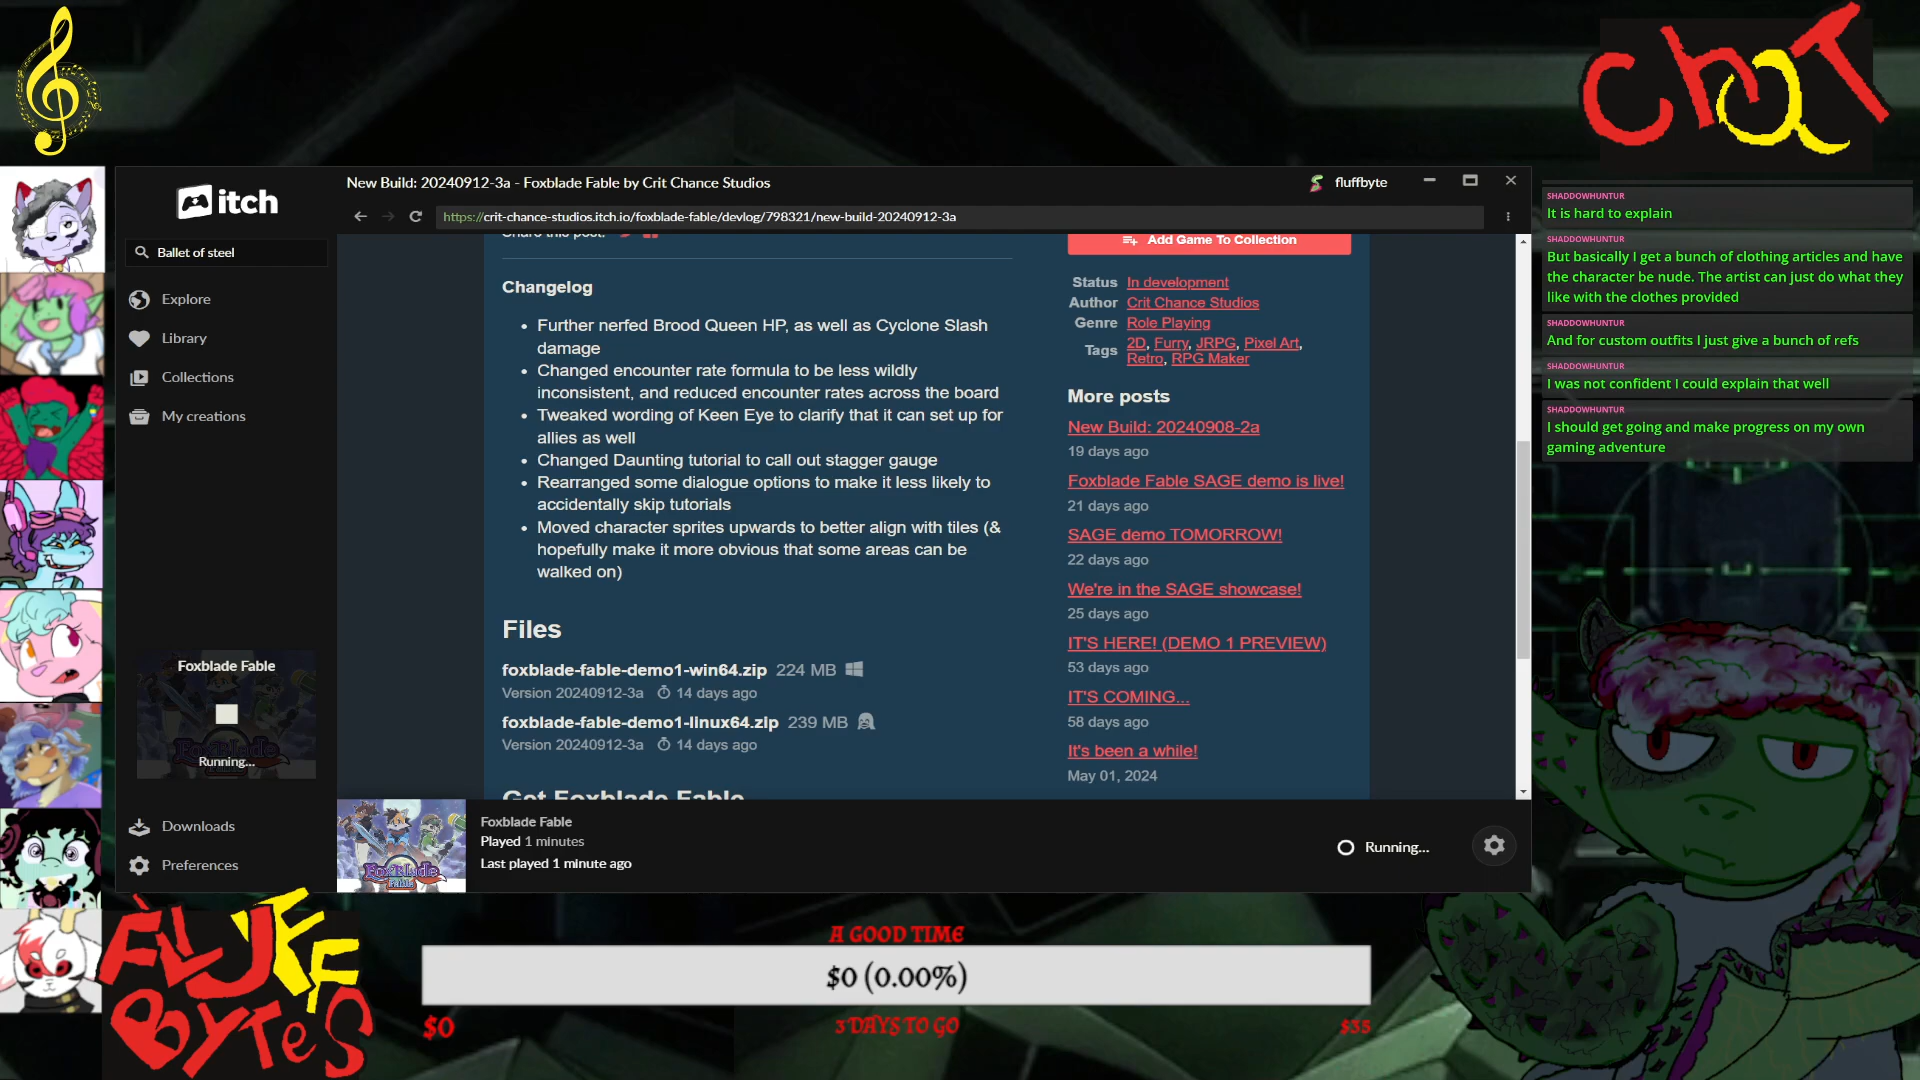 chaT
itch
New Build: 20240912-3a - Foxblade Fable by Crit Chance Studios
fluffbyte
https://crit-chance-studios.itch.io/foxblade-fable/devlog/798321/new-build-20240912-3a
Ballet of steel
Explore
Library
Collections
My creations
Foxblade Fable
Running...
Downloads
Preferences
Share this post:
Changelog
Further nerfed Brood Queen HP, as well as Cyclone Slash
damage
Changed encounter rate formula to be less wildly
inconsistent, and reduced encounter rates across the board
Tweaked wording of Keen Eye to clarify that it can set up for
allies as well
Changed Daunting tutorial to call out stagger gauge
Rearranged some dialogue options to make it less likely to
accidentally skip tutorials
Moved character sprites upwards to better align with tiles (&
hopefully make it more obvious that some areas can be
walked on)
Files
foxblade-fable-demo1-win64.zip 224 MB
Version 20240912-3a 14 days ago
foxblade-fable-demo1-linux64.zip 239 MB
Version 20240912-3a 14 days ago
Get Foxblade Fable
Add Game To Collection
Status In development
Author Crit Chance Studios
Genre Role Playing
Tags 2D, Furry, JRPG, Pixel Art,
Retro, RPG Maker
More posts
New Build: 20240908-2a
19 days ago
Foxblade Fable SAGE demo is live!
21 days ago
SAGE demo TOMORROW!
22 days ago
We're in the SAGE showcase!
25 days ago
IT'S HERE! (DEMO 1 PREVIEW)
53 days ago
IT'S COMING...
58 days ago
It's been a while!
May 01, 2024
FoxBlade
Fable
Foxblade Fable
Played 1 minutes
Last played 1 minute ago
Running...
SHADDOWHUNTUR
It is hard to explain
SHADDOWHUNTUR
But basically I get a bunch of clothing articles and have
the character be nude. The artist can just do what they
like with the clothes provided
SHADDOWHUNTUR
And for custom outfits I just give a bunch of refs
SHADDOWHUNTUR
I was not confident I could explain that well
SHADDOWHUNTUR
I should get going and make progress on my own
gaming adventure
FLUFF
BYTES
A GOOD TIME
$0 (0.00%)
$0
3 DAYS TO GO
$35